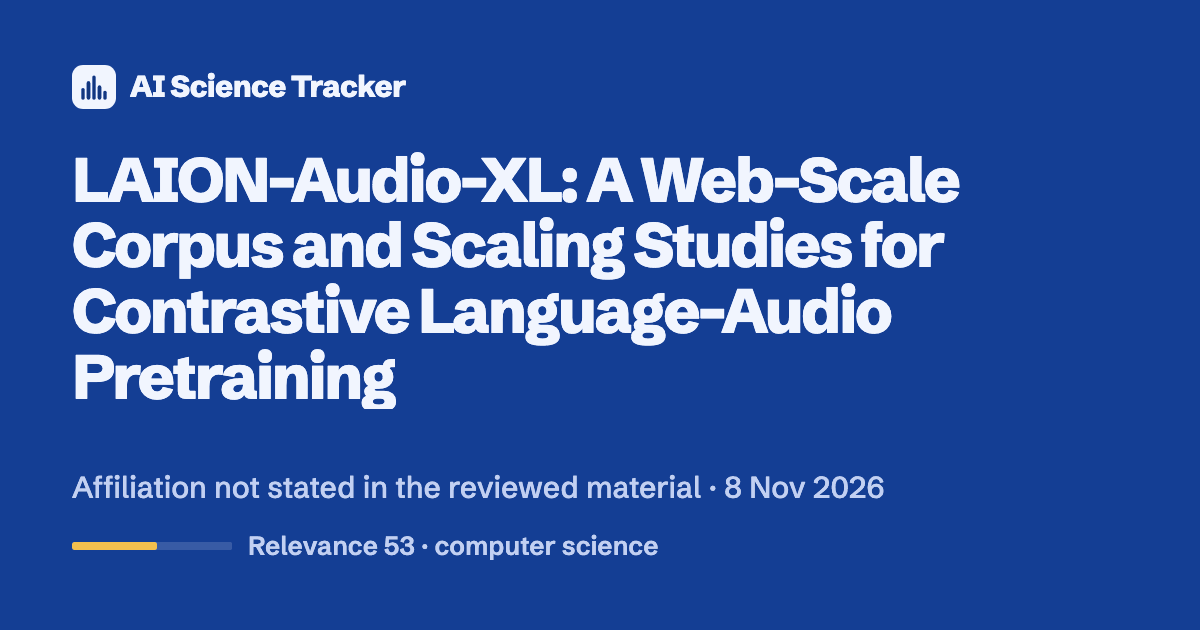 AI Science Tracker
LAION-Audio-XL: A Web-Scale
Corpus and Scaling Studies for
Contrastive Language-Audio
Pretraining
Affiliation not stated in the reviewed material · 8 Nov 2026
Relevance 53 · computer science